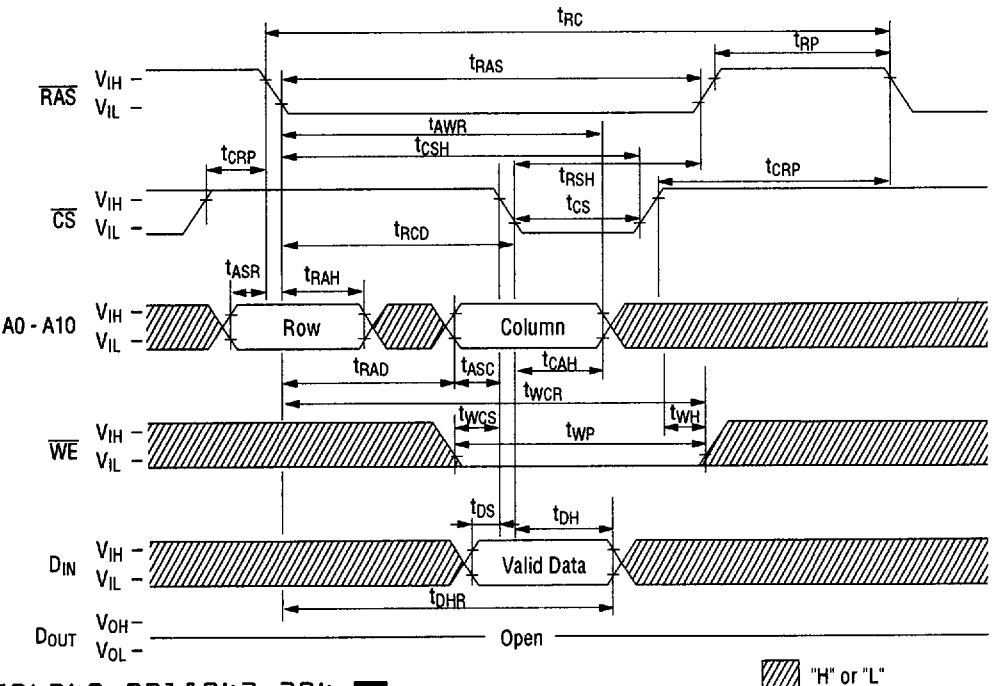 tRC
tRP
tRAS
RAS VIH
VIL
tAWR
tCSH
tCRP
tRSH
tCRP
CS VIH
VIL
tCS
tRCD
tASR tRAH
A0 - A10 VIH
VIL
Row Column
tRAD tASC tCAH
tWCR
tWCS tWH
WE VIH
VIL
tWP
tDS tDH
DIN VIH
VIL
Valid Data
tDHR
DOUT VOH
VOL
Open
"H" or "L"